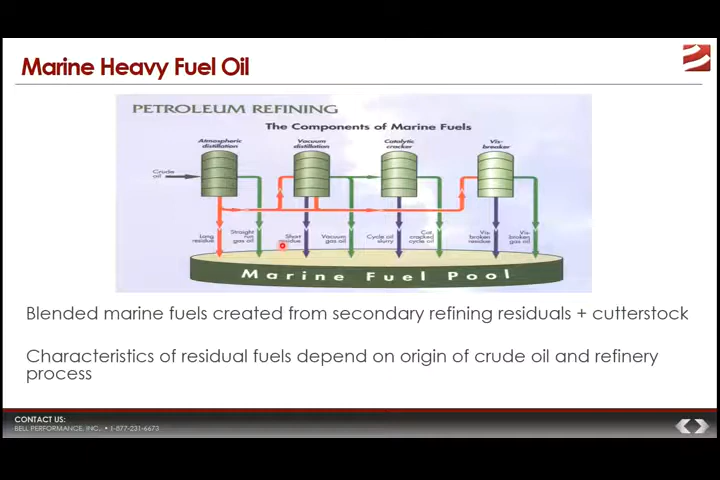 Marine Heavy Fuel Oil
PETROLEUM REFINING
The Components of Marine Fuels
Atmospheric
distillation
Vacuum
distillation
Catalytic
cracker
Vis-
breaker
Crude
oil
Long
residue
Straight
run
gas oil
Short
residue
Vacuum
gas oil
Cycle oil
slurry
Cat.
cracked
cycle oil
Vis-
broken
residue
Vis-
broken
gas oil
Marine Fuel Pool
Blended marine fuels created from secondary refining residuals + cutterstock
Characteristics of residual fuels depend on origin of crude oil and refinery
process
CONTACT US:
BELL PERFORMANCE, INC. • 1-877-231-6673